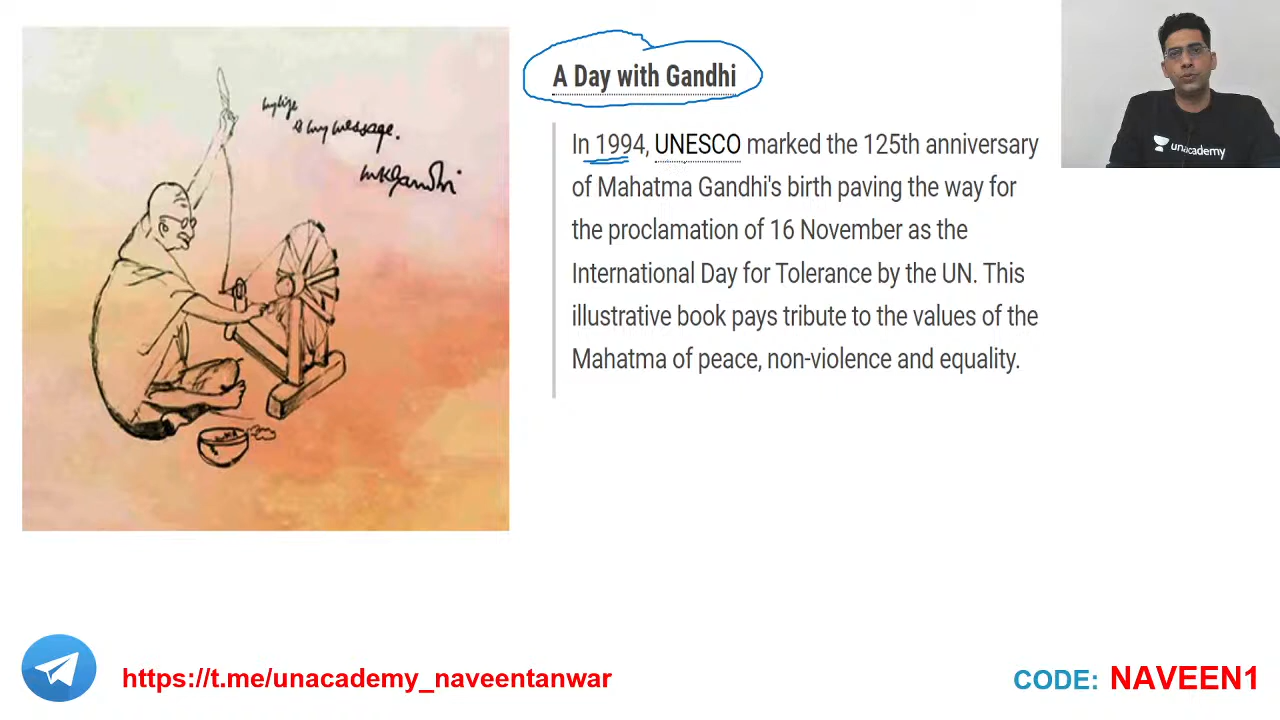 my life
is my message.
mkGandhi
A Day with Gandhi
In 1994, UNESCO marked the 125th anniversary
of Mahatma Gandhi's birth paving the way for
the proclamation of 16 November as the
International Day for Tolerance by the UN. This
illustrative book pays tribute to the values of the
Mahatma of peace, non-violence and equality.
unacademy
https://t.me/unacademy_naveentanwar
CODE: NAVEEN1